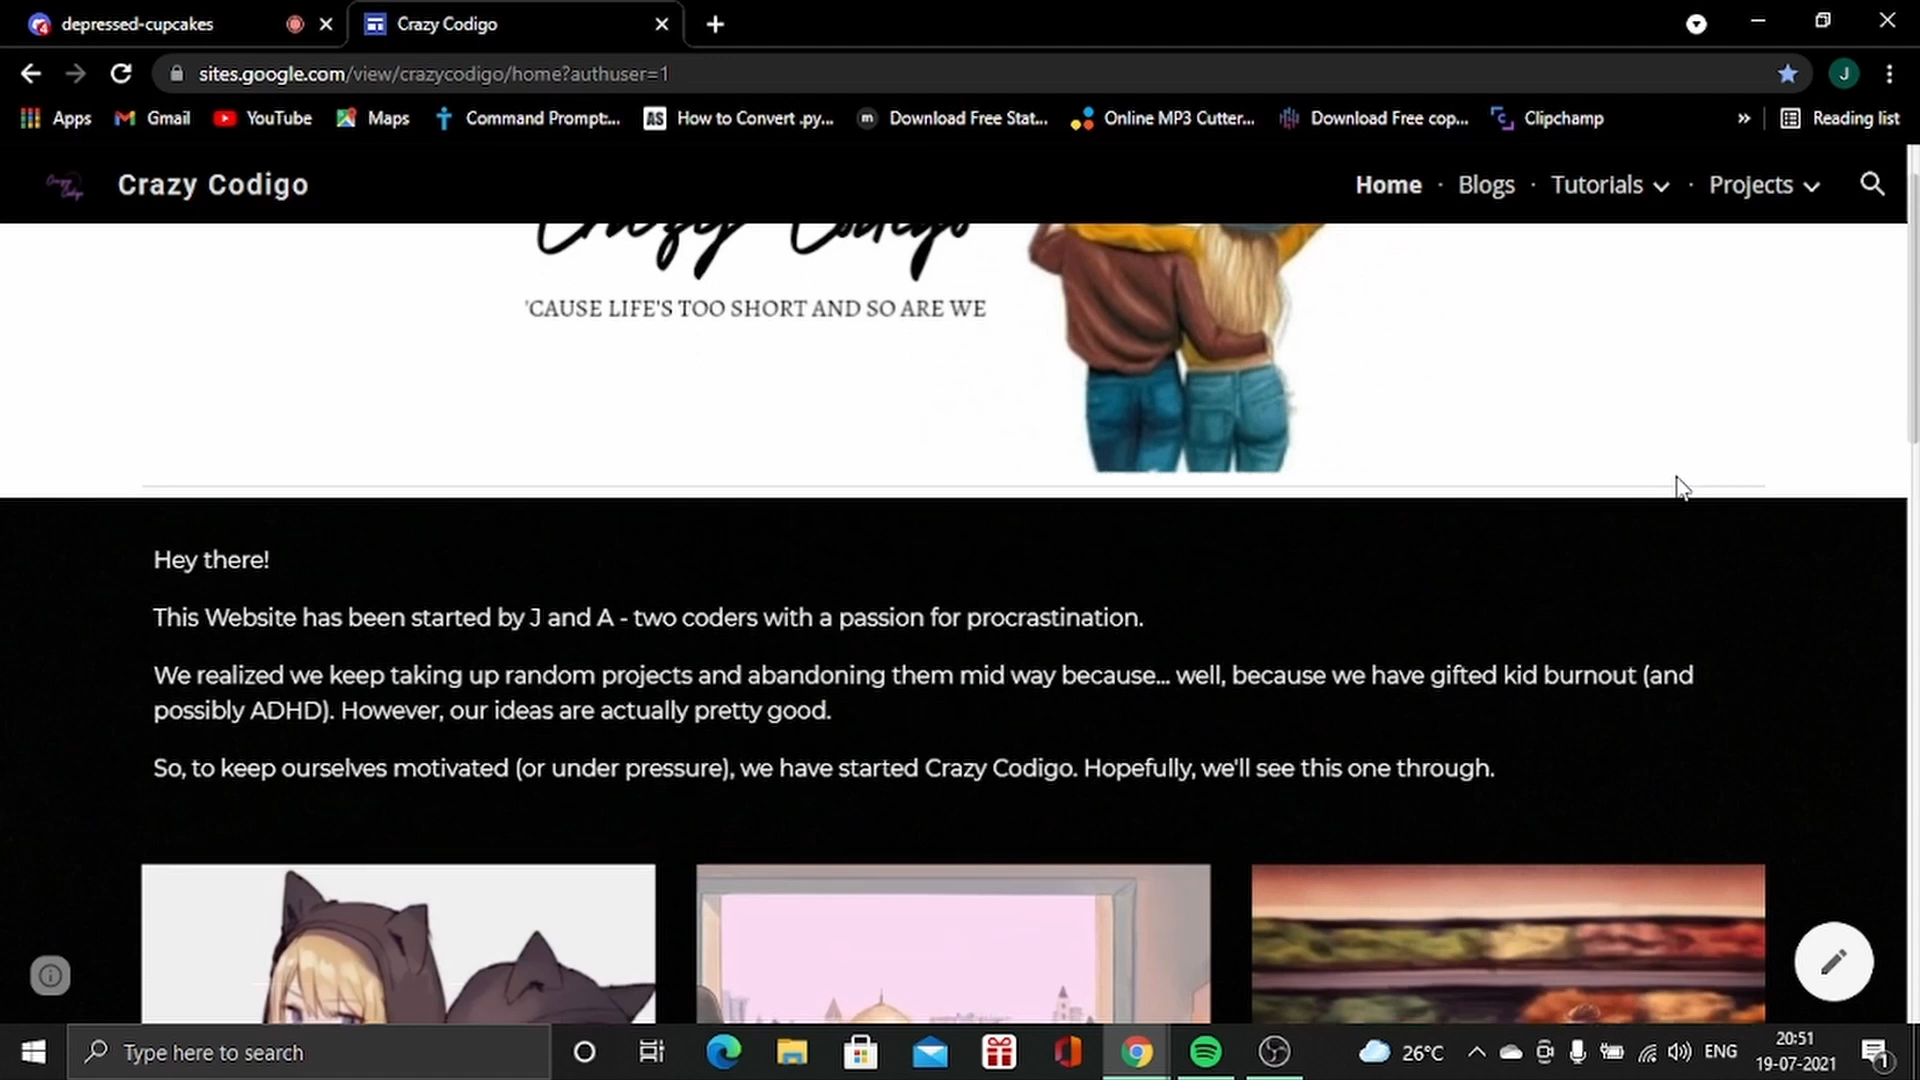 depressed-cupcakes
Crazy Codigo
sites.google.com/view/crazycodigo/home?authuser=1
J
Apps
Gmail
YouTube
Maps
Command Prompt:...
AS
How to Convert .py...
m
Download Free Stat...
Online MP3 Cutter...
Download Free cop...
Clipchamp
»
Reading list
Crazy Codigo
Crazy Codigo
Home · Blogs · Tutorials · Projects
Crazy Codigo
'CAUSE LIFE'S TOO SHORT AND SO ARE WE
Hey there!
This Website has been started by J and A - two coders with a passion for procrastination.
We realized we keep taking up random projects and abandoning them mid way because... well, because we have gifted kid burnout (and
possibly ADHD). However, our ideas are actually pretty good.
So, to keep ourselves motivated (or under pressure), we have started Crazy Codigo. Hopefully, we'll see this one through.
Type here to search
26°C
ENG
20:51
19-07-2021
1